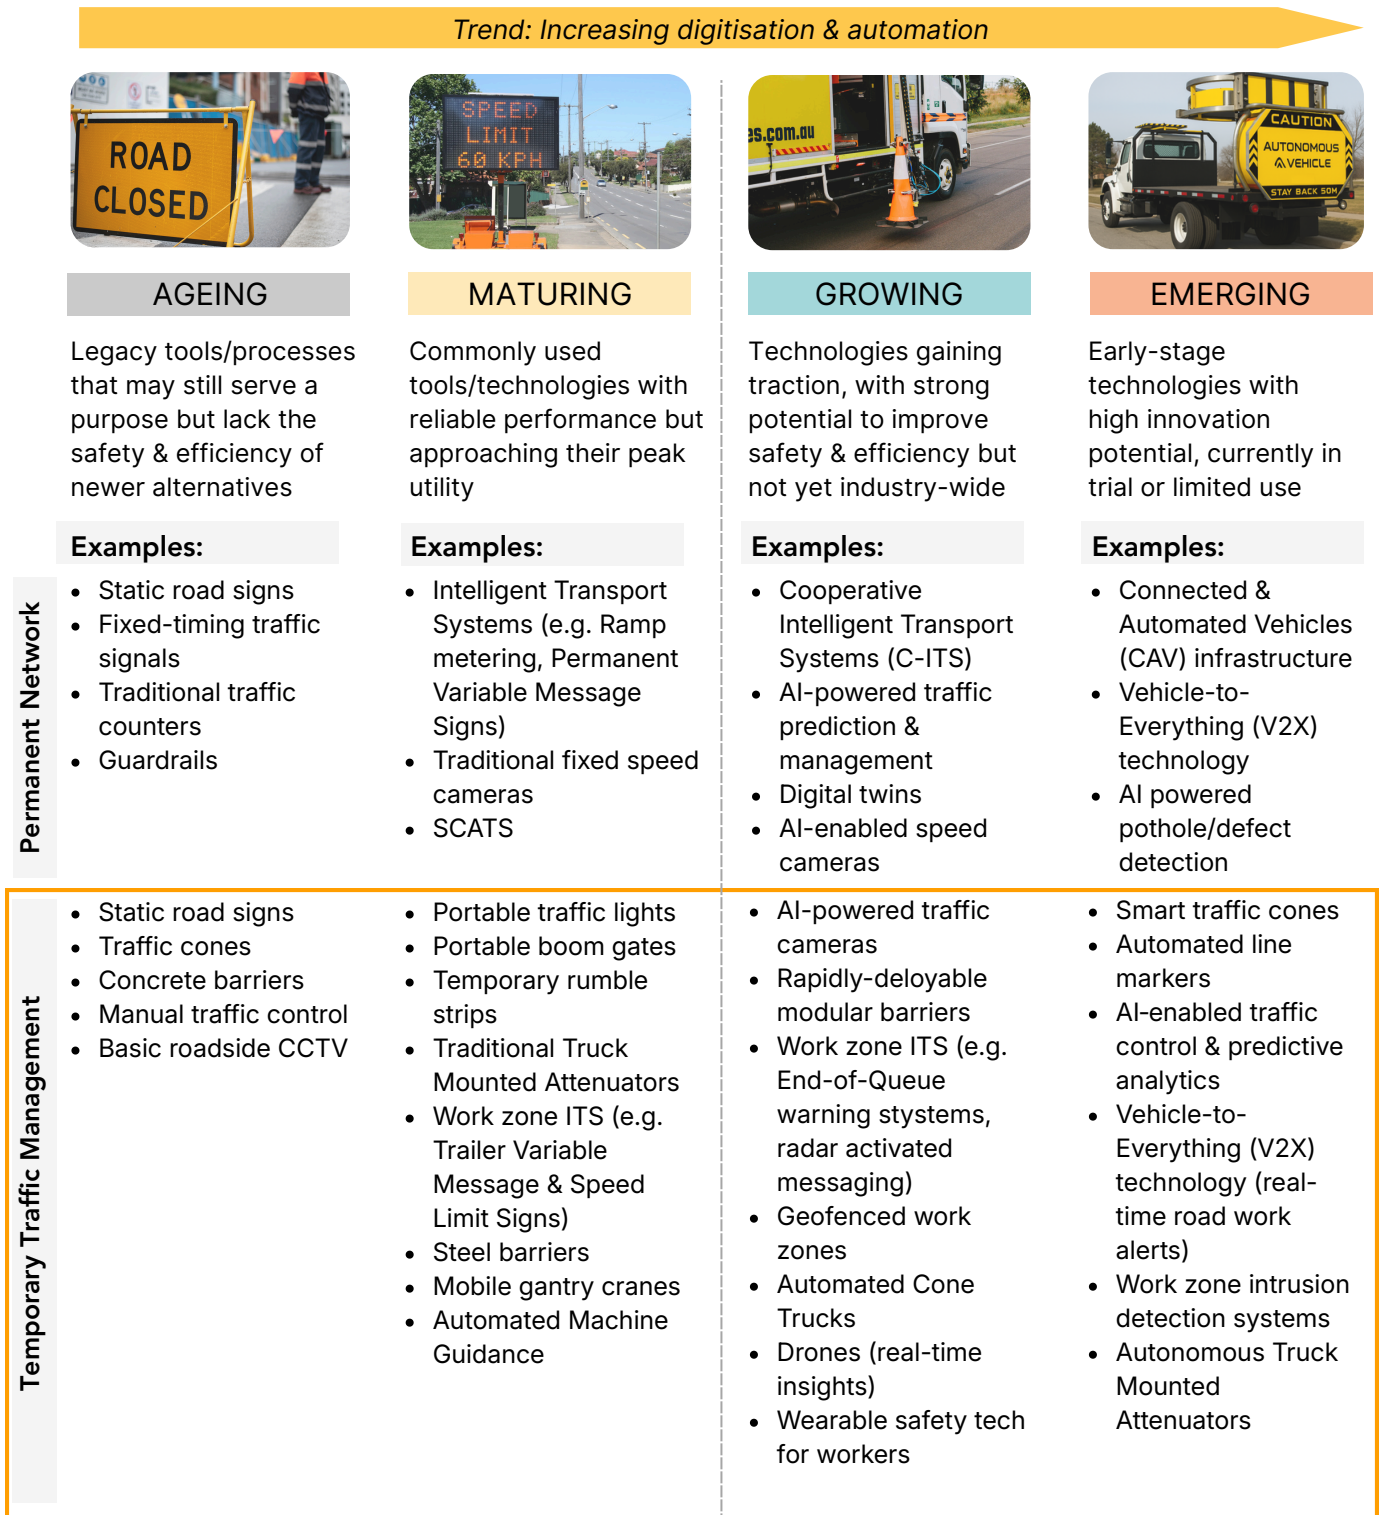 Trend: Increasing digitisation & automation
ROAD
CLOSED
SPEED
LIMIT
60 KPH
es.com.au
CAUTION
AUTONOMOUS
VEHICLE
STAY BACK 50M
AGEING
Legacy tools/processes
that may still serve a
purpose but lack the
safety & efficiency of
newer alternatives
MATURING
Commonly used
tools/technologies with
reliable performance but
approaching their peak
utility
GROWING
Technologies gaining
traction, with strong
potential to improve
safety & efficiency but
not yet industry-wide
EMERGING
Early-stage
technologies with
high innovation
potential, currently in
trial or limited use
Permanent Network
Examples:
• Static road signs
• Fixed-timing traffic
signals
• Traditional traffic
counters
• Guardrails
Examples:
• Intelligent Transport
Systems (e.g. Ramp
metering, Permanent
Variable Message
Signs)
• Traditional fixed speed
cameras
• SCATS
Examples:
• Cooperative
Intelligent Transport
Systems (C-ITS)
• AI-powered traffic
prediction &
management
• Digital twins
• AI-enabled speed
cameras
Examples:
• Connected &
Automated Vehicles
(CAV) infrastructure
• Vehicle-to-
Everything (V2X)
technology
• AI powered
pothole/defect
detection
Temporary Traffic Management
• Static road signs
• Traffic cones
• Concrete barriers
• Manual traffic control
• Basic roadside CCTV
• Portable traffic lights
• Portable boom gates
• Temporary rumble
strips
• Traditional Truck
Mounted Attenuators
• Work zone ITS (e.g.
Trailer Variable
Message & Speed
Limit Signs)
• Steel barriers
• Mobile gantry cranes
• Automated Machine
Guidance
• AI-powered traffic
cameras
• Rapidly-deloyable
modular barriers
• Work zone ITS (e.g.
End-of-Queue
warning stystems,
radar activated
messaging)
• Geofenced work
zones
• Automated Cone
Trucks
• Drones (real-time
insights)
• Wearable safety tech
for workers
• Smart traffic cones
• Automated line
markers
• AI-enabled traffic
control & predictive
analytics
• Vehicle-to-
Everything (V2X)
technology (real-
time road work
alerts)
• Work zone intrusion
detection systems
• Autonomous Truck
Mounted
Attenuators